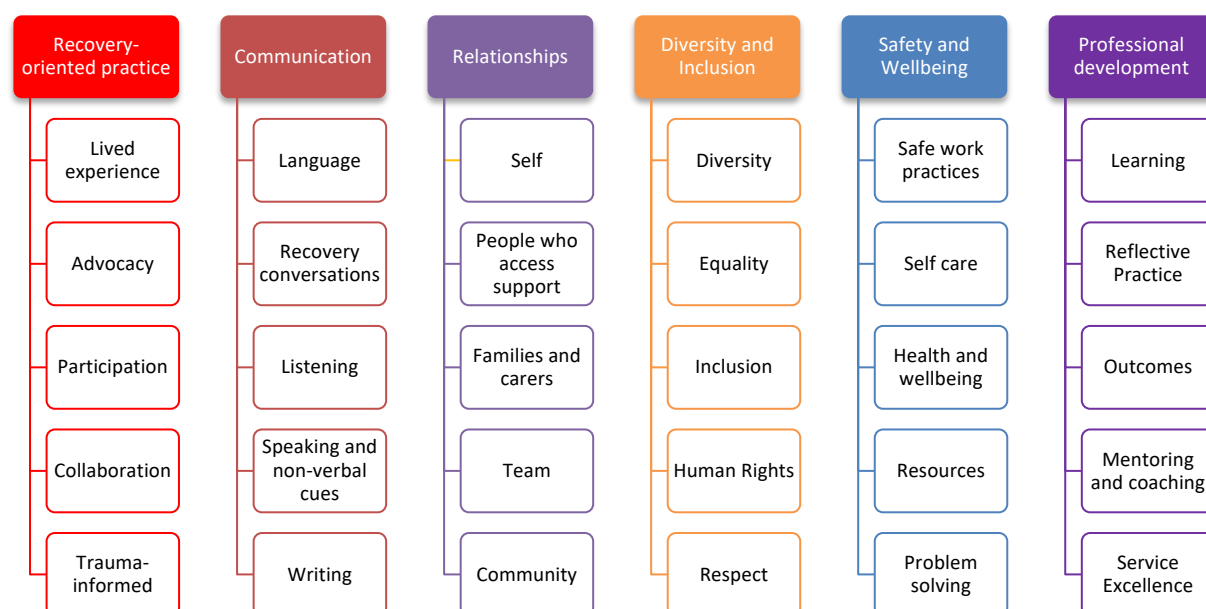 Recovery-
oriented practice
Lived
experience
Advocacy
Participation
Collaboration
Trauma-
informed
Communication
Language
Recovery
conversations
Listening
Speaking and
non-verbal
cues
Writing
Relationships
Self
People who
access
support
Families and
carers
Team
Community
Diversity and
Inclusion
Diversity
Equality
Inclusion
Human Rights
Respect
Safety and
Wellbeing
Safe work
practices
Self care
Health and
wellbeing
Resources
Problem
solving
Professional
development
Learning
Reflective
Practice
Outcomes
Mentoring
and coaching
Service
Excellence